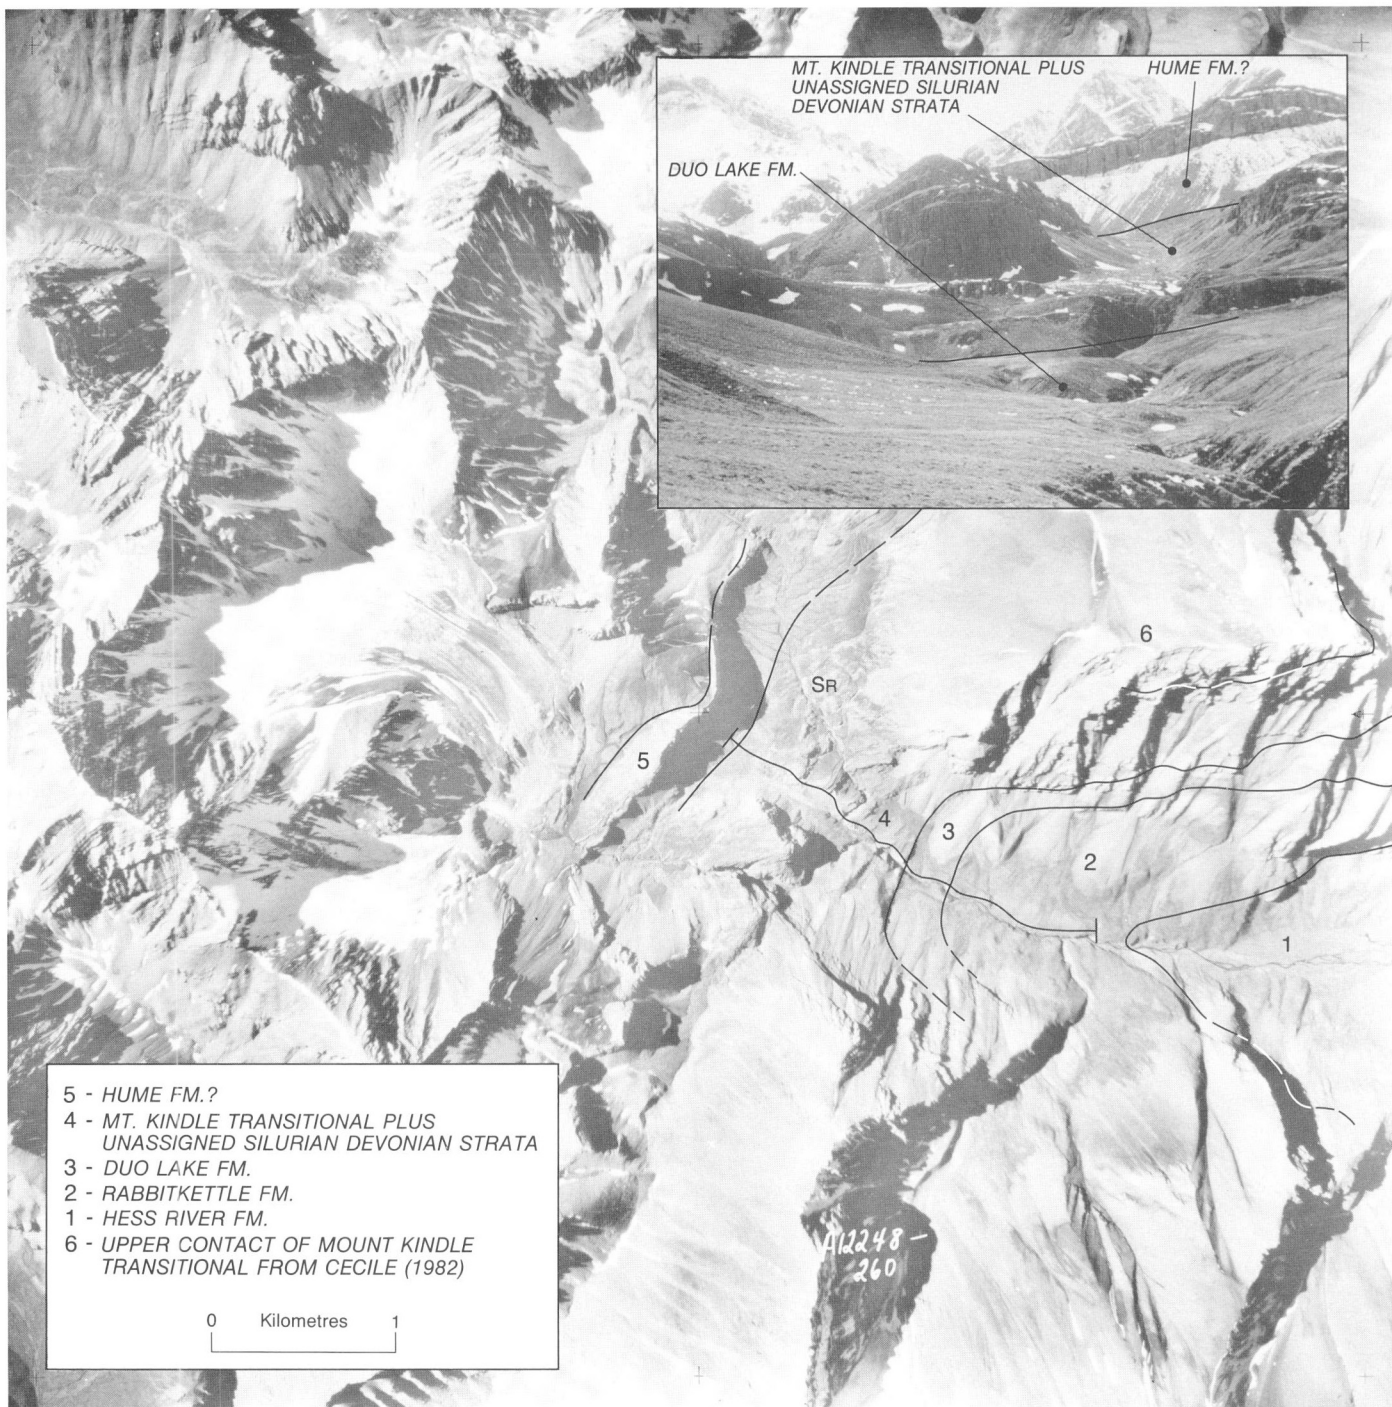 MT. KINDLE TRANSITIONAL PLUS
UNASSIGNED SILURIAN
DEVONIAN STRATA
HUME FM.?
DUO LAKE FM.
6
SR
5
4
3
2
1
5 - HUME FM.?
4 - MT. KINDLE TRANSITIONAL PLUS
UNASSIGNED SILURIAN DEVONIAN STRATA
3 - DUO LAKE FM.
2 - RABBITKETTLE FM.
1 - HESS RIVER FM.
6 - UPPER CONTACT OF MOUNT KINDLE
TRANSITIONAL FROM CECILE (1982)
0 Kilometres 1
A12248-
260